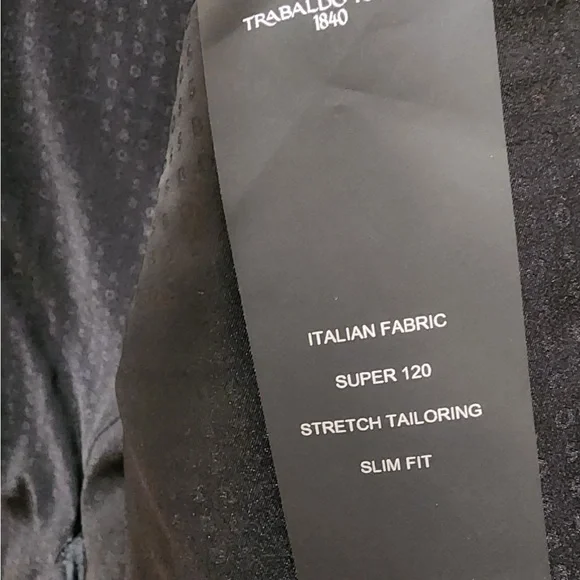 TRABALDO
1840
ITALIAN FABRIC
SUPER 120
STRETCH TAILORING
SLIM FIT